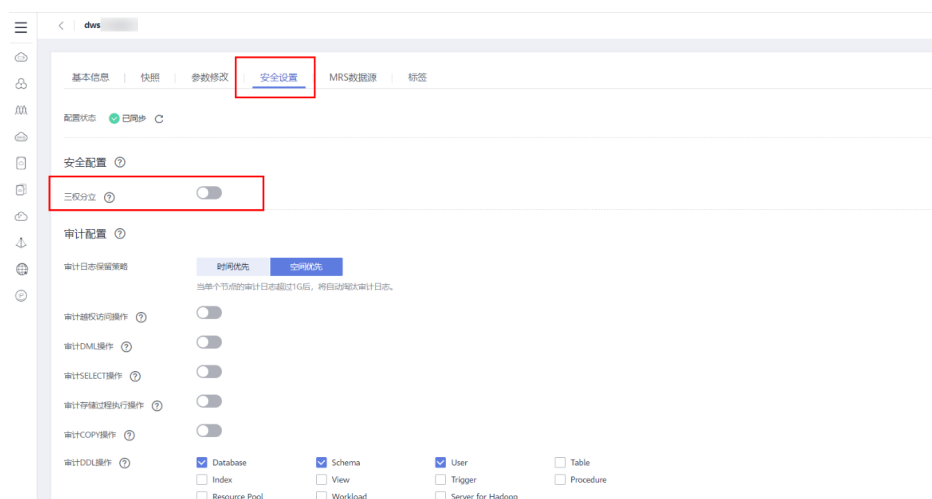 dws
基本信息 快照 参数修改 安全设置 MRS数据源 标签
配置状态 已同步
安全配置
三权分立
审计配置
审计日志保留策略 时间优先 空间优先
当单个节点的审计日志超过1G后，将自动淘汰审计日志。
审计越权访问操作
审计DML操作
审计SELECT操作
审计存储过程执行操作
审计COPY操作
审计DDL操作 Database Schema User Table
Index View Trigger Procedure
Resource Pool Workload Server for Hadoop